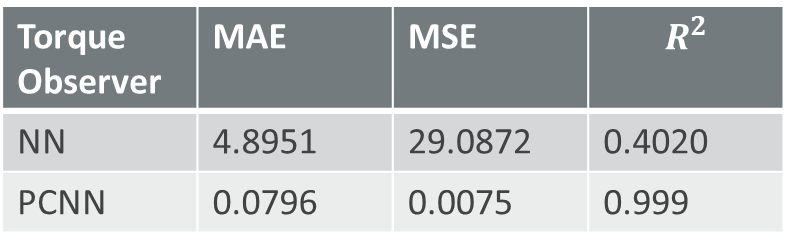 Torque Observer MAE MSE R²
NN 4.8951 29.0872 0.4020
PCNN 0.0796 0.0075 0.999